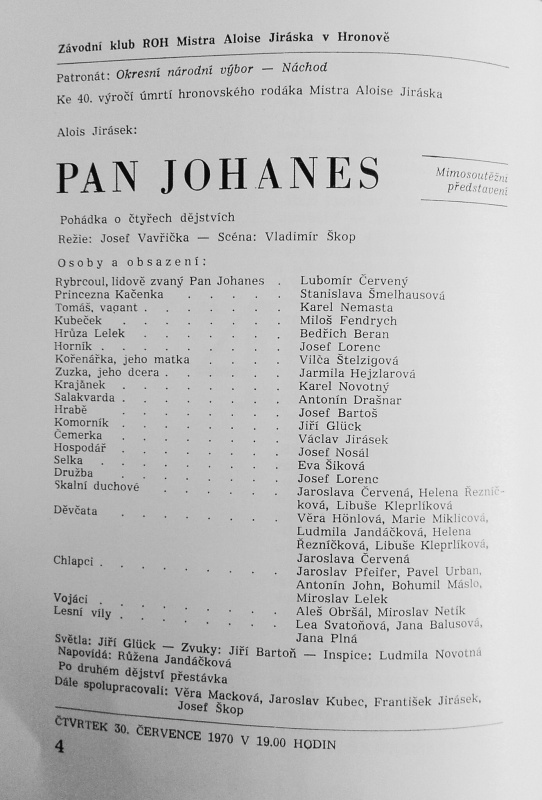 Závodní klub ROH Mistra Aloise Jiráska v Hronově
Patronát: Okresní národní výbor — Náchod
Ke 40. výročí úmrtí hronovského rodáka Mistra Aloise Jiráska
Alois Jirásek:
PAN JOHANES
Mimosoutěžní
představení
Pohádka o čtyřech dějstvích
Režie: Josef Vavřička — Scéna: Vladimír Škop
Osoby a obsazení:
Rybrcoul, lidově zvaný Pan Johanes . Lubomír Červený
Princezna Kačenka . . . . . Stanislava Šmelhausová
Tomáš, vagant . . . . . . Karel Nemasta
Kubeček . . . . . . . Miloš Fendrych
Hrůza Lelek . . . . . . Bedřich Beran
Horník . . . . . . . Josef Lorenc
Kořenářka, jeho matka . . . . Vilča Štelzigová
Zuzka, jeho dcera . . . . . Jarmila Hejzlarová
Krajánek . . . . . . . Karel Novotný
Salakvarda . . . . . . . Antonín Drašnar
Hrabě . . . . . . . Josef Bartoš
Komorník . . . . . . . Jiří Glück
Čemerka . . . . . . . Václav Jirásek
Hospodář . . . . . . . Josef Nosál
Selka . . . . . . . . Eva Šiková
Družba . . . . . . . Josef Lorenc
Skalní duchové . . . . . . Jaroslava Červená, Helena Řezníč-
ková, Libuše Kleprlíková
Děvčata . . . . . . . Věra Hönlová, Marie Miklicová,
Ludmila Jandáčková, Helena
Řezníčková, Libuše Kleprlíková,
Jaroslava Červená
Chlapci . . . . . . . . Jaroslav Pfeifer, Pavel Urban,
Antonín John, Bohumil Máslo,
Miroslav Lelek
Vojáci . . . . . . . . Aleš Obršál, Miroslav Netík
Lesní víly . . . . . . . Lea Svatoňová, Jana Balusová,
Jana Plná
Světla: Jiří Glück — Zvuky: Jiří Bartoň — Inspice: Ludmila Novotná
Napovídá: Růžena Jandáčková
Po druhém dějství přestávka
Dále spolupracovali: Věra Macková, Jaroslav Kubec, František Jirásek,
Josef Škop
ČTVRTEK 30. ČERVENCE 1970 V 19.00 HODIN
4